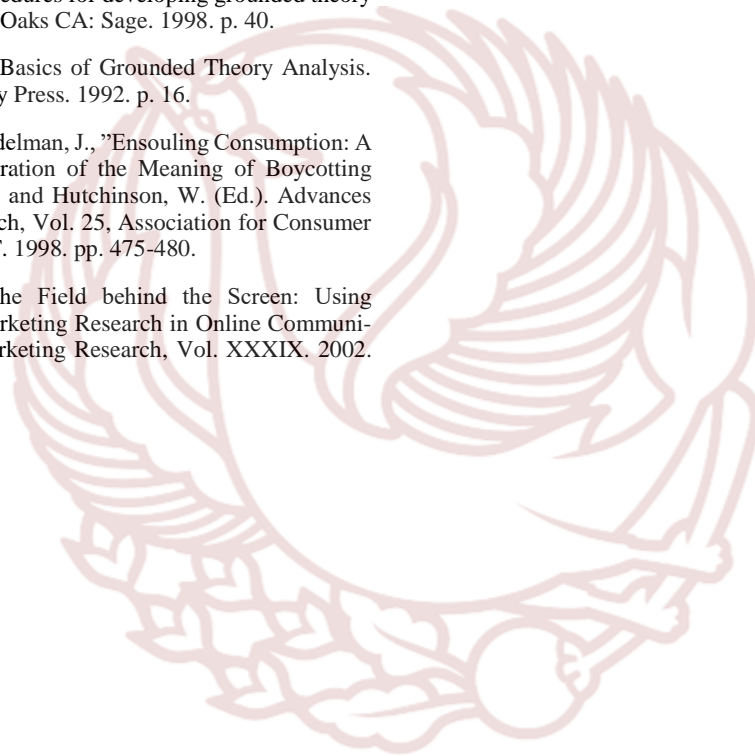 edures for developing grounded theory
Oaks CA: Sage. 1998. p. 40.
Basics of Grounded Theory Analysis.
y Press. 1992. p. 16.
delman, J., ”Ensouling Consumption: A
ration of the Meaning of Boycotting
and Hutchinson, W. (Ed.). Advances
ch, Vol. 25, Association for Consumer
. 1998. pp. 475-480.
he Field behind the Screen: Using
rketing Research in Online Communi-
rketing Research, Vol. XXXIX. 2002.